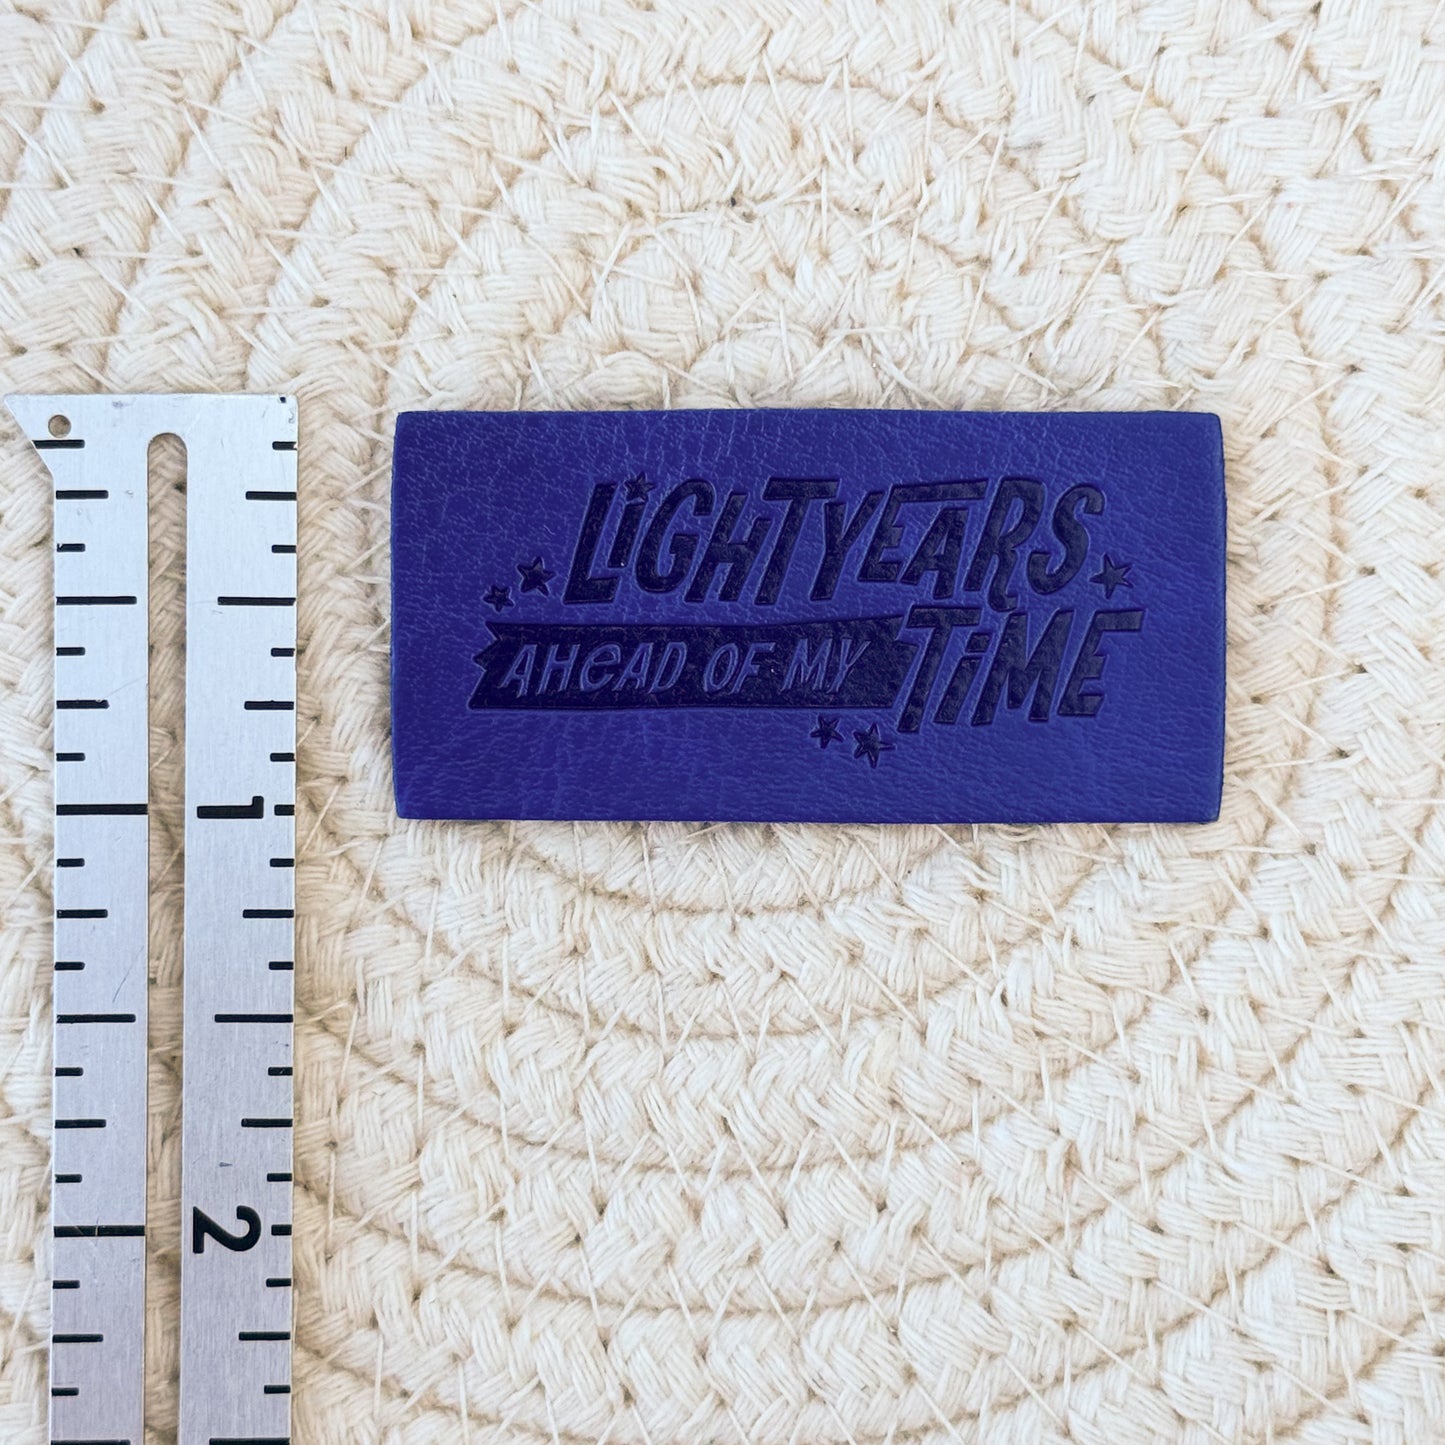 LiGHTYEARS
AHeAD OF MY TiME
1
2